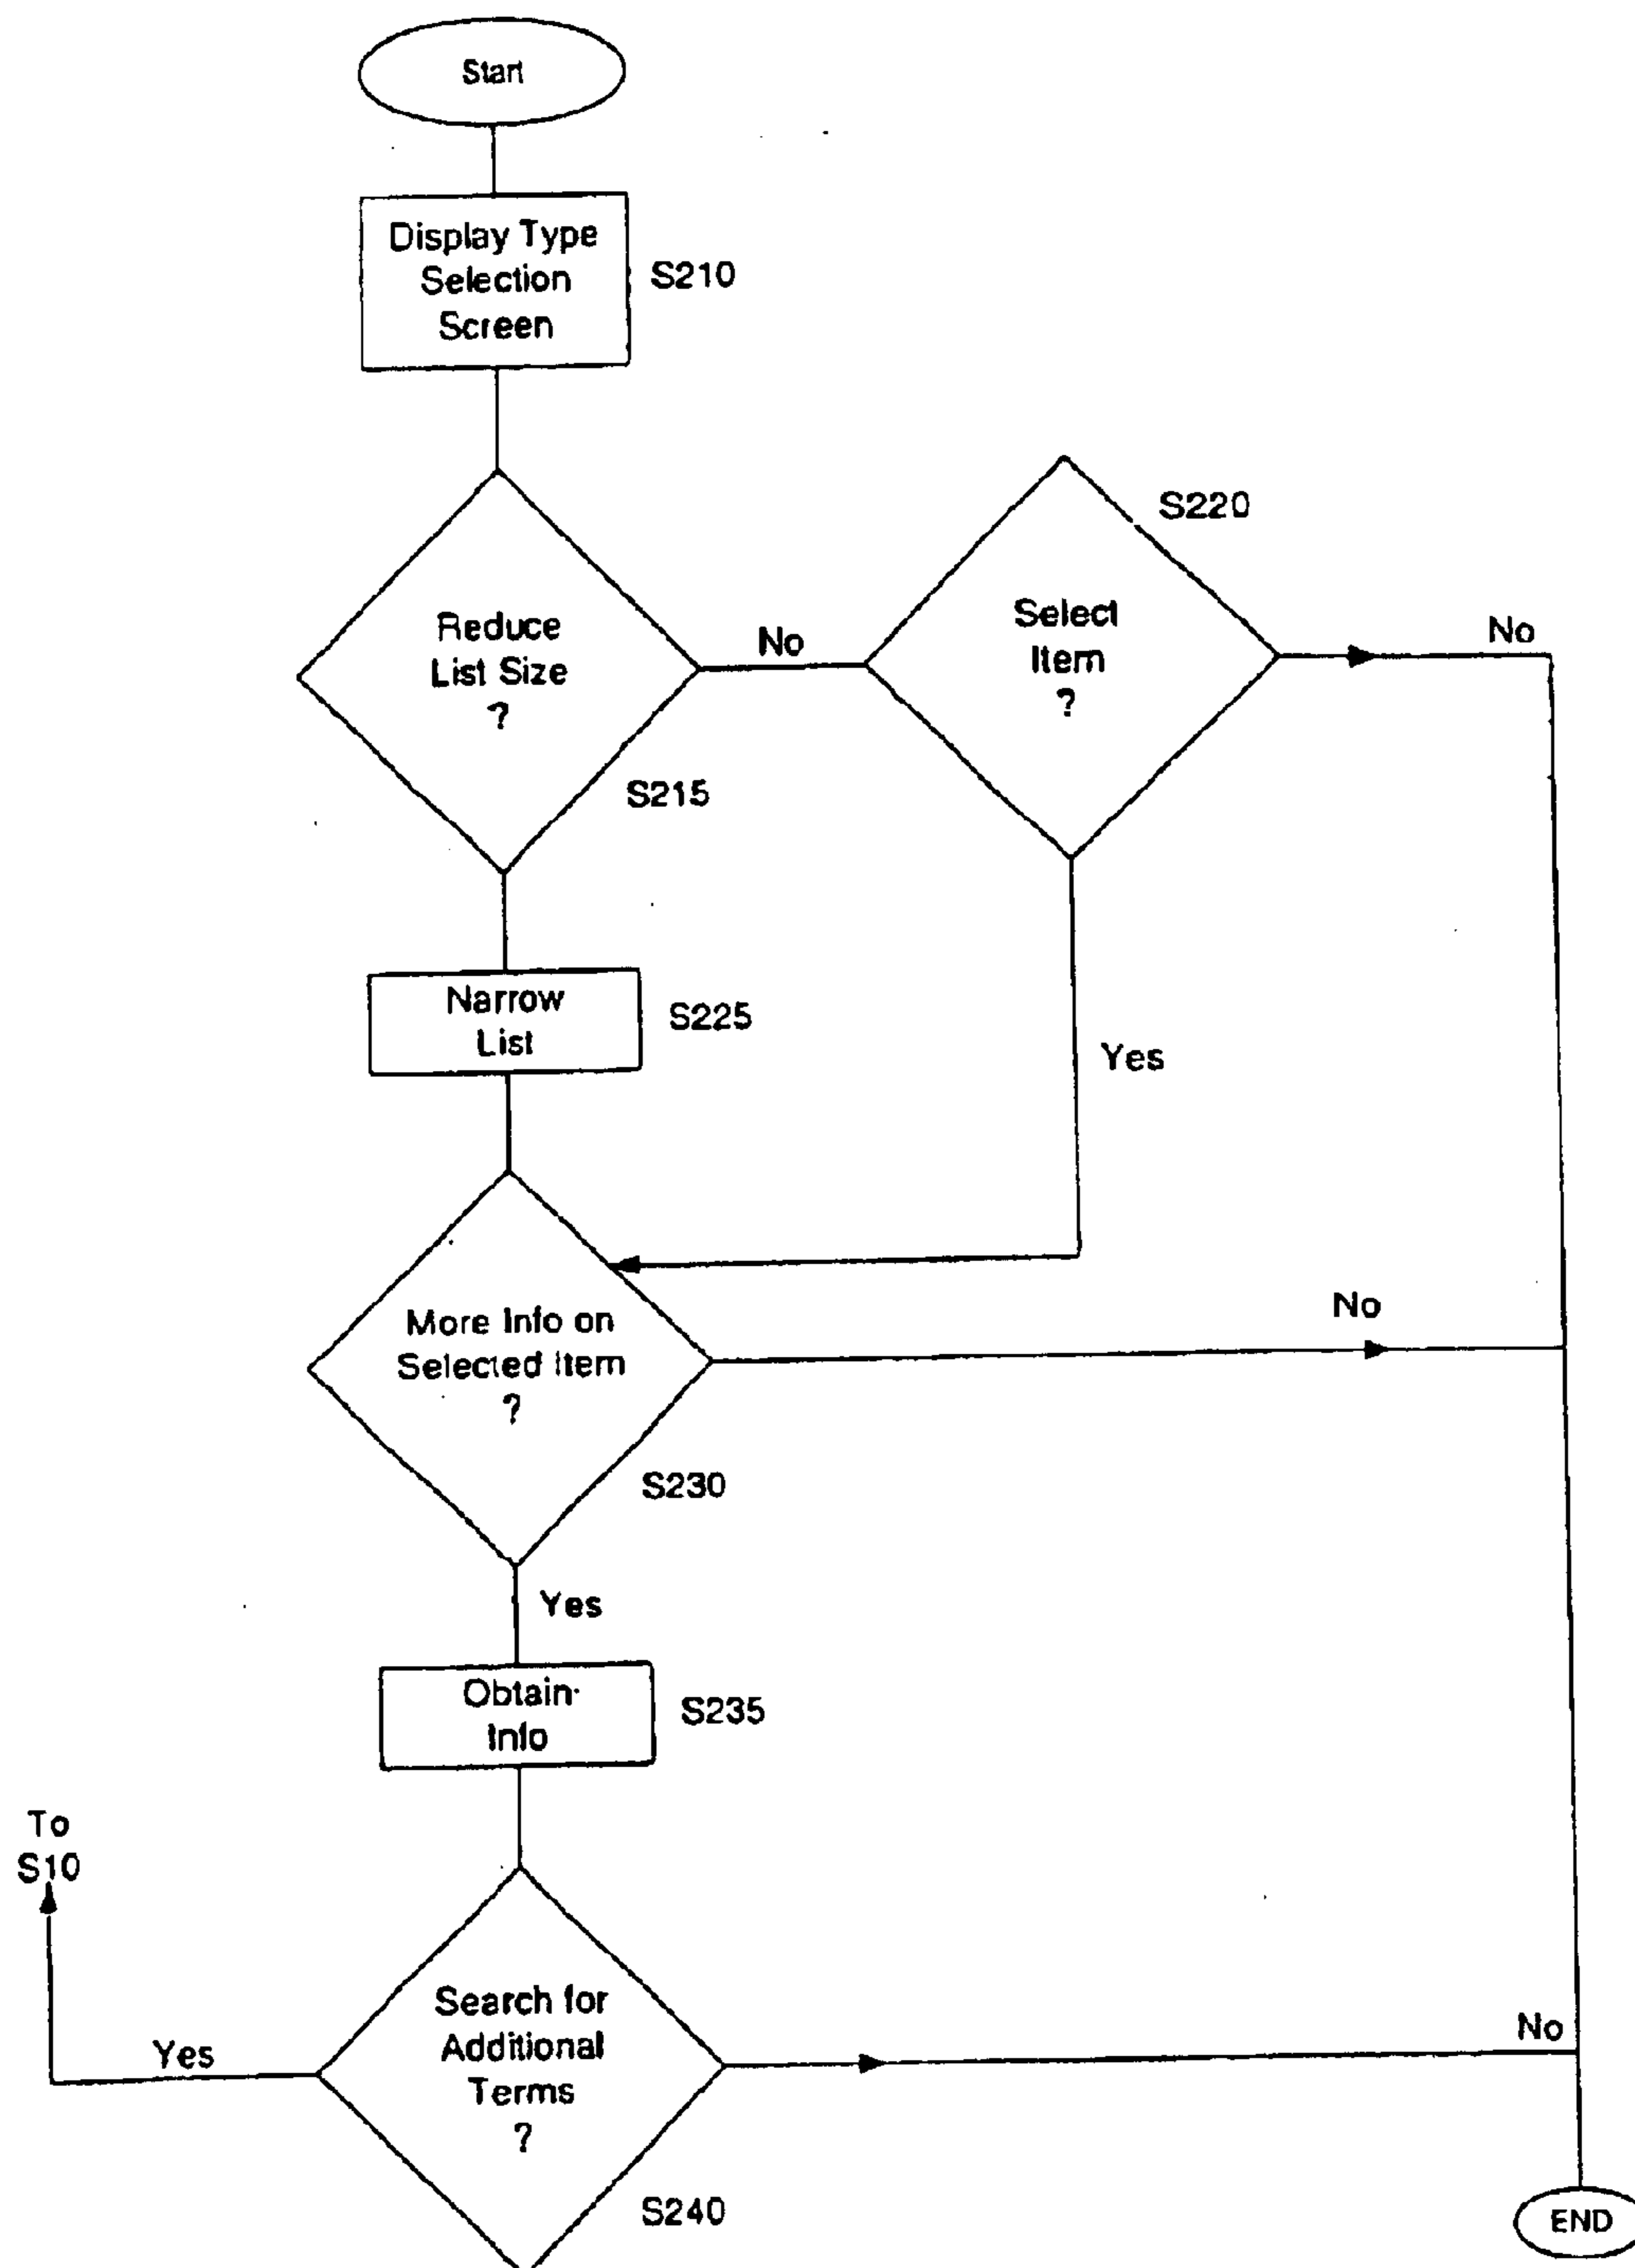 Start
Display Type
Selection
Screen
S210
Reduce
List Size
?
S215
No
Select
Item
?
S220
No
Yes
Narrow
List
S225
More Info on
Selected Item
?
S230
No
Yes
Obtain
Info
S235
To
S10
Yes
Search for
Additional
Terms
?
S240
No
END